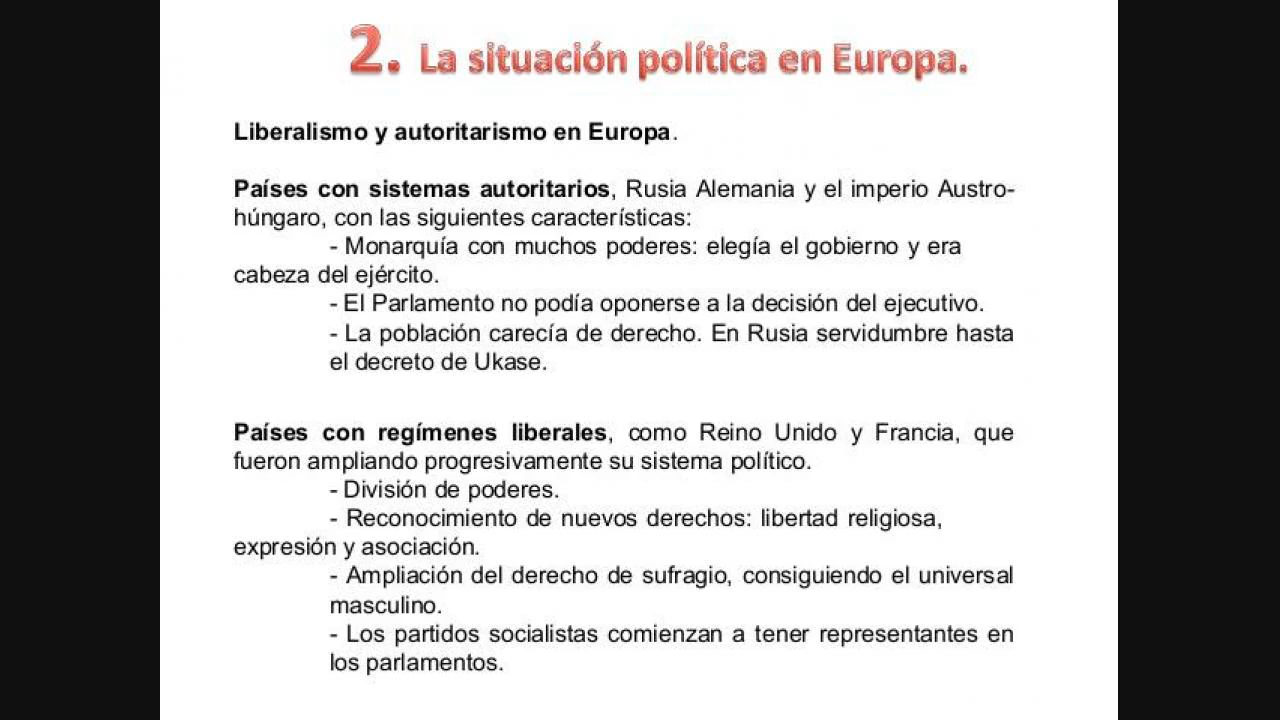 2. La situación política en Europa.
Liberalismo y autoritarismo en Europa.
Países con sistemas autoritarios, Rusia Alemania y el imperio Austro-
húngaro, con las siguientes características:
- Monarquía con muchos poderes: elegía el gobierno y era
cabeza del ejército.
- El Parlamento no podía oponerse a la decisión del ejecutivo.
- La población carecía de derecho. En Rusia servidumbre hasta
el decreto de Ukase.
Países con regímenes liberales, como Reino Unido y Francia, que
fueron ampliando progresivamente su sistema político.
- División de poderes.
- Reconocimiento de nuevos derechos: libertad religiosa,
expresión y asociación.
- Ampliación del derecho de sufragio, consiguiendo el universal
masculino.
- Los partidos socialistas comienzan a tener representantes en
los parlamentos.